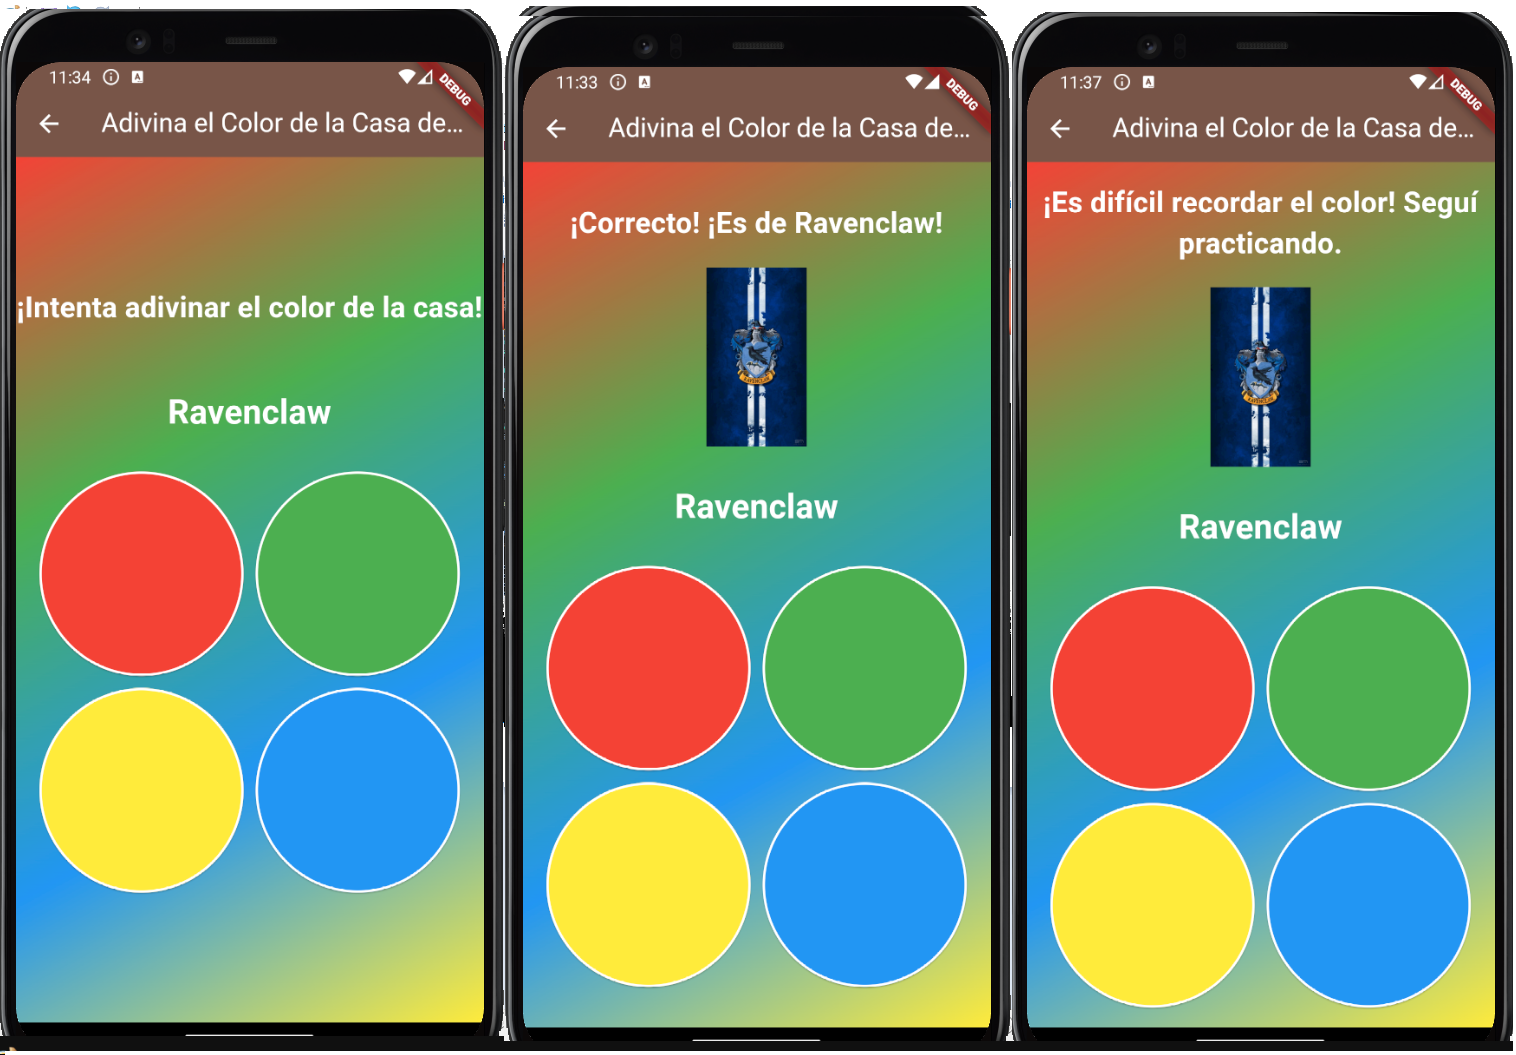 11:34
DEBUG
Adivina el Color de la Casa de...
¡Intenta adivinar el color de la casa!
Ravenclaw
11:33
DEBUG
Adivina el Color de la Casa de...
¡Correcto! ¡Es de Ravenclaw!
RAVENCLAW
Ravenclaw
11:37
DEBUG
Adivina el Color de la Casa de...
¡Es difícil recordar el color! Seguí
practicando.
RAVENCLAW
Ravenclaw